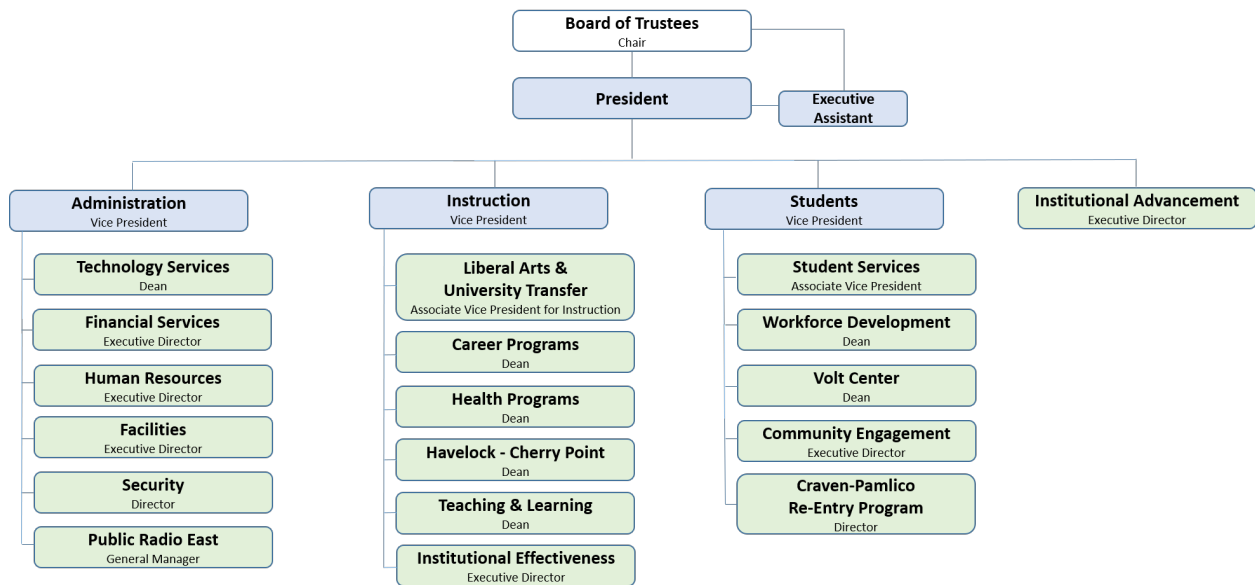 Board of Trustees
Chair
President
Executive
Assistant
Administration
Vice President
Technology Services
Dean
Financial Services
Executive Director
Human Resources
Executive Director
Facilities
Executive Director
Security
Director
Public Radio East
General Manager
Instruction
Vice President
Liberal Arts &
University Transfer
Associate Vice President for Instruction
Career Programs
Dean
Health Programs
Dean
Havelock - Cherry Point
Dean
Teaching & Learning
Dean
Institutional Effectiveness
Executive Director
Students
Vice President
Student Services
Associate Vice President
Workforce Development
Dean
Volt Center
Dean
Community Engagement
Executive Director
Craven-Pamlico
Re-Entry Program
Director
Institutional Advancement
Executive Director